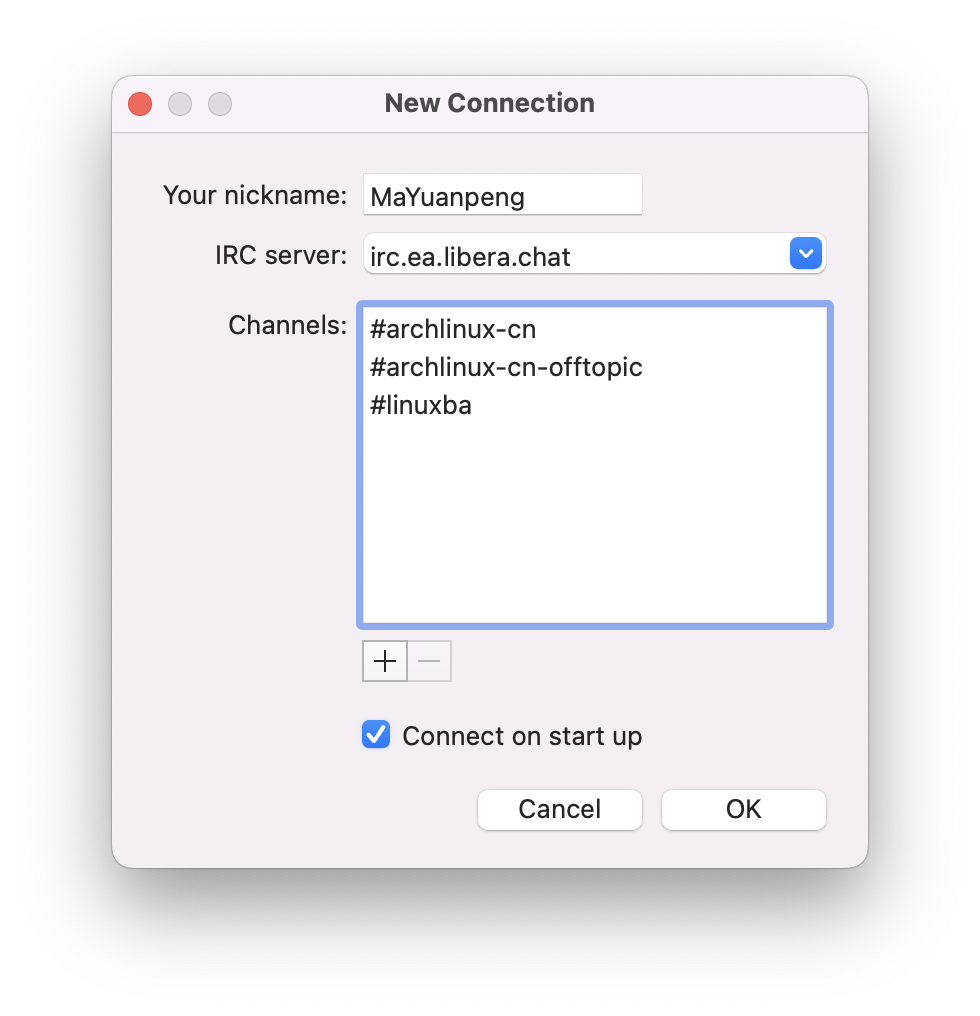 New Connection
Your nickname: MaYuanpeng
IRC server: irc.ea.libera.chat
Channels: #archlinux-cn
#archlinux-cn-offtopic
#linuxba
Connect on start up
Cancel OK